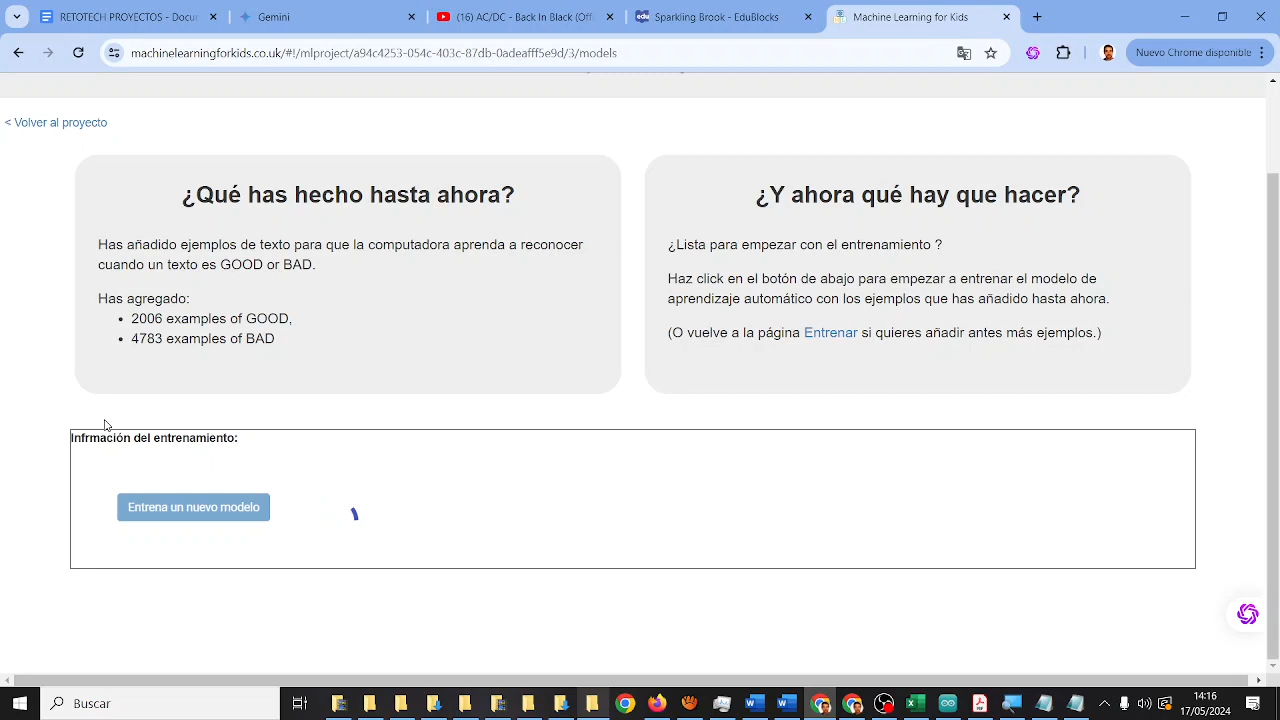 RETOTECH PROYECTOS - Docu
Gemini
(16) AC/DC - Back In Black (Offi
edu
Sparkling Brook - EduBlocks
Machine Learning for Kids
machinelearningforkids.co.uk/#!/mlproject/a94c4253-054c-403c-87db-0adeafff5e9d/3/models
Nuevo Chrome disponible
< Volver al proyecto
¿Qué has hecho hasta ahora?
Has añadido ejemplos de texto para que la computadora aprenda a reconocer
cuando un texto es GOOD or BAD.
Has agregado:
2006 examples of GOOD,
4783 examples of BAD
¿Y ahora qué hay que hacer?
¿Lista para empezar con el entrenamiento ?
Haz click en el botón de abajo para empezar a entrenar el modelo de
aprendizaje automático con los ejemplos que has añadido hasta ahora.
(O vuelve a la página Entrenar si quieres añadir antes más ejemplos.)
Infrmación del entrenamiento:
Entrena un nuevo modelo
Buscar
14:16
17/05/2024